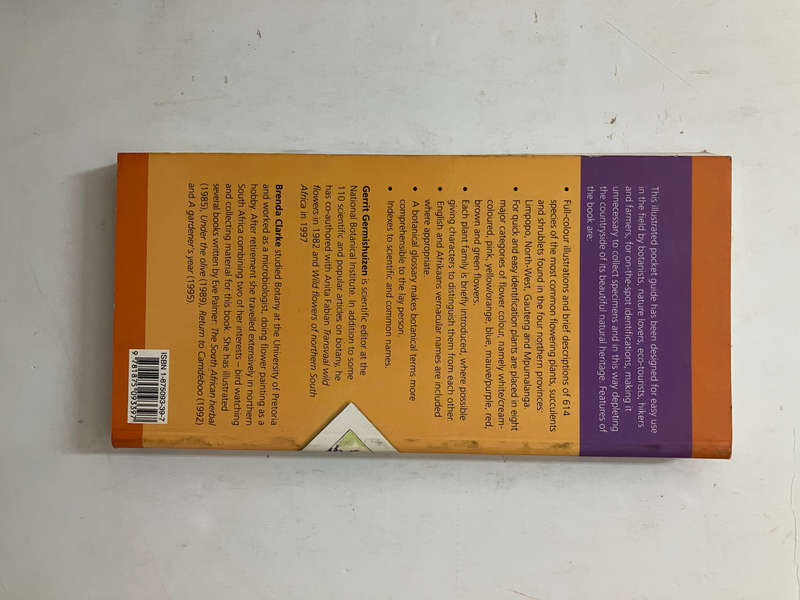 This illustrated pocket guide has been designed for easy use
in the field by botanists, nature lovers, eco-tourists, hikers
and farmers, for on-the-spot identifications, making it
unnecessary to collect specimens and in this way depleting
the countryside of its beautiful natural heritage. Features of
the book are:
• Full-colour illustrations and brief descriptions of 614
species of the most common flowering plants, succulents
and shrublets found in the four northern provinces:
Limpopo, North-West, Gauteng and Mpumalanga.
• For quick and easy identification plants are placed in eight
major categories of flower colour, namely white/cream-
coloured, pink, yellow/orange, blue, mauve/purple, red,
brown and green flowers.
• Each plant family is briefly introduced, where possible
giving characters to distinguish them from each other.
• English and Afrikaans vernacular names are included
where appropriate
• A botanical glossary makes botanical terms more
comprehensible to the lay person.
• Indexes to scientific and common names.
Gerrit Germishuizen is scientific editor at the
National Botanical Institute. In addition to some
110 scientific and popular articles on botany, he
has co-authored with Anita Fabian Transvaal wild
flowers in 1982 and Wild flowers of northern South
Africa in 1997.
Brenda Clarke studied Botany at the University of Pretoria
and worked as a microbiologist, doing flower painting as a
hobby. After retirement she travelled extensively in northern
South Africa combining two of her interests – bird watching
and collecting material for this book. She has illustrated
several books written by Eve Palmer: The South African herbal
(1985), Under the olive (1989), Return to Camdeboo (1992)
and A gardener's year (1995).
ISBN 1-875093-39-7
9 781875 093397